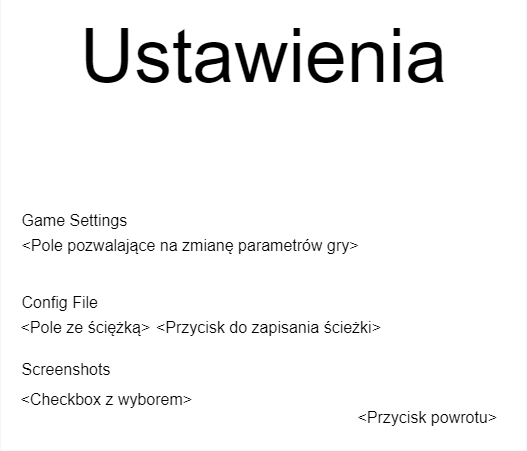 Ustawienia
Game Settings
<Pole pozwalające na zmianę parametrów gry>
Config File
<Pole ze ściężką> <Przycisk do zapisania ścieżki>
Screenshots
<Checkbox z wyborem>
<Przycisk powrotu>